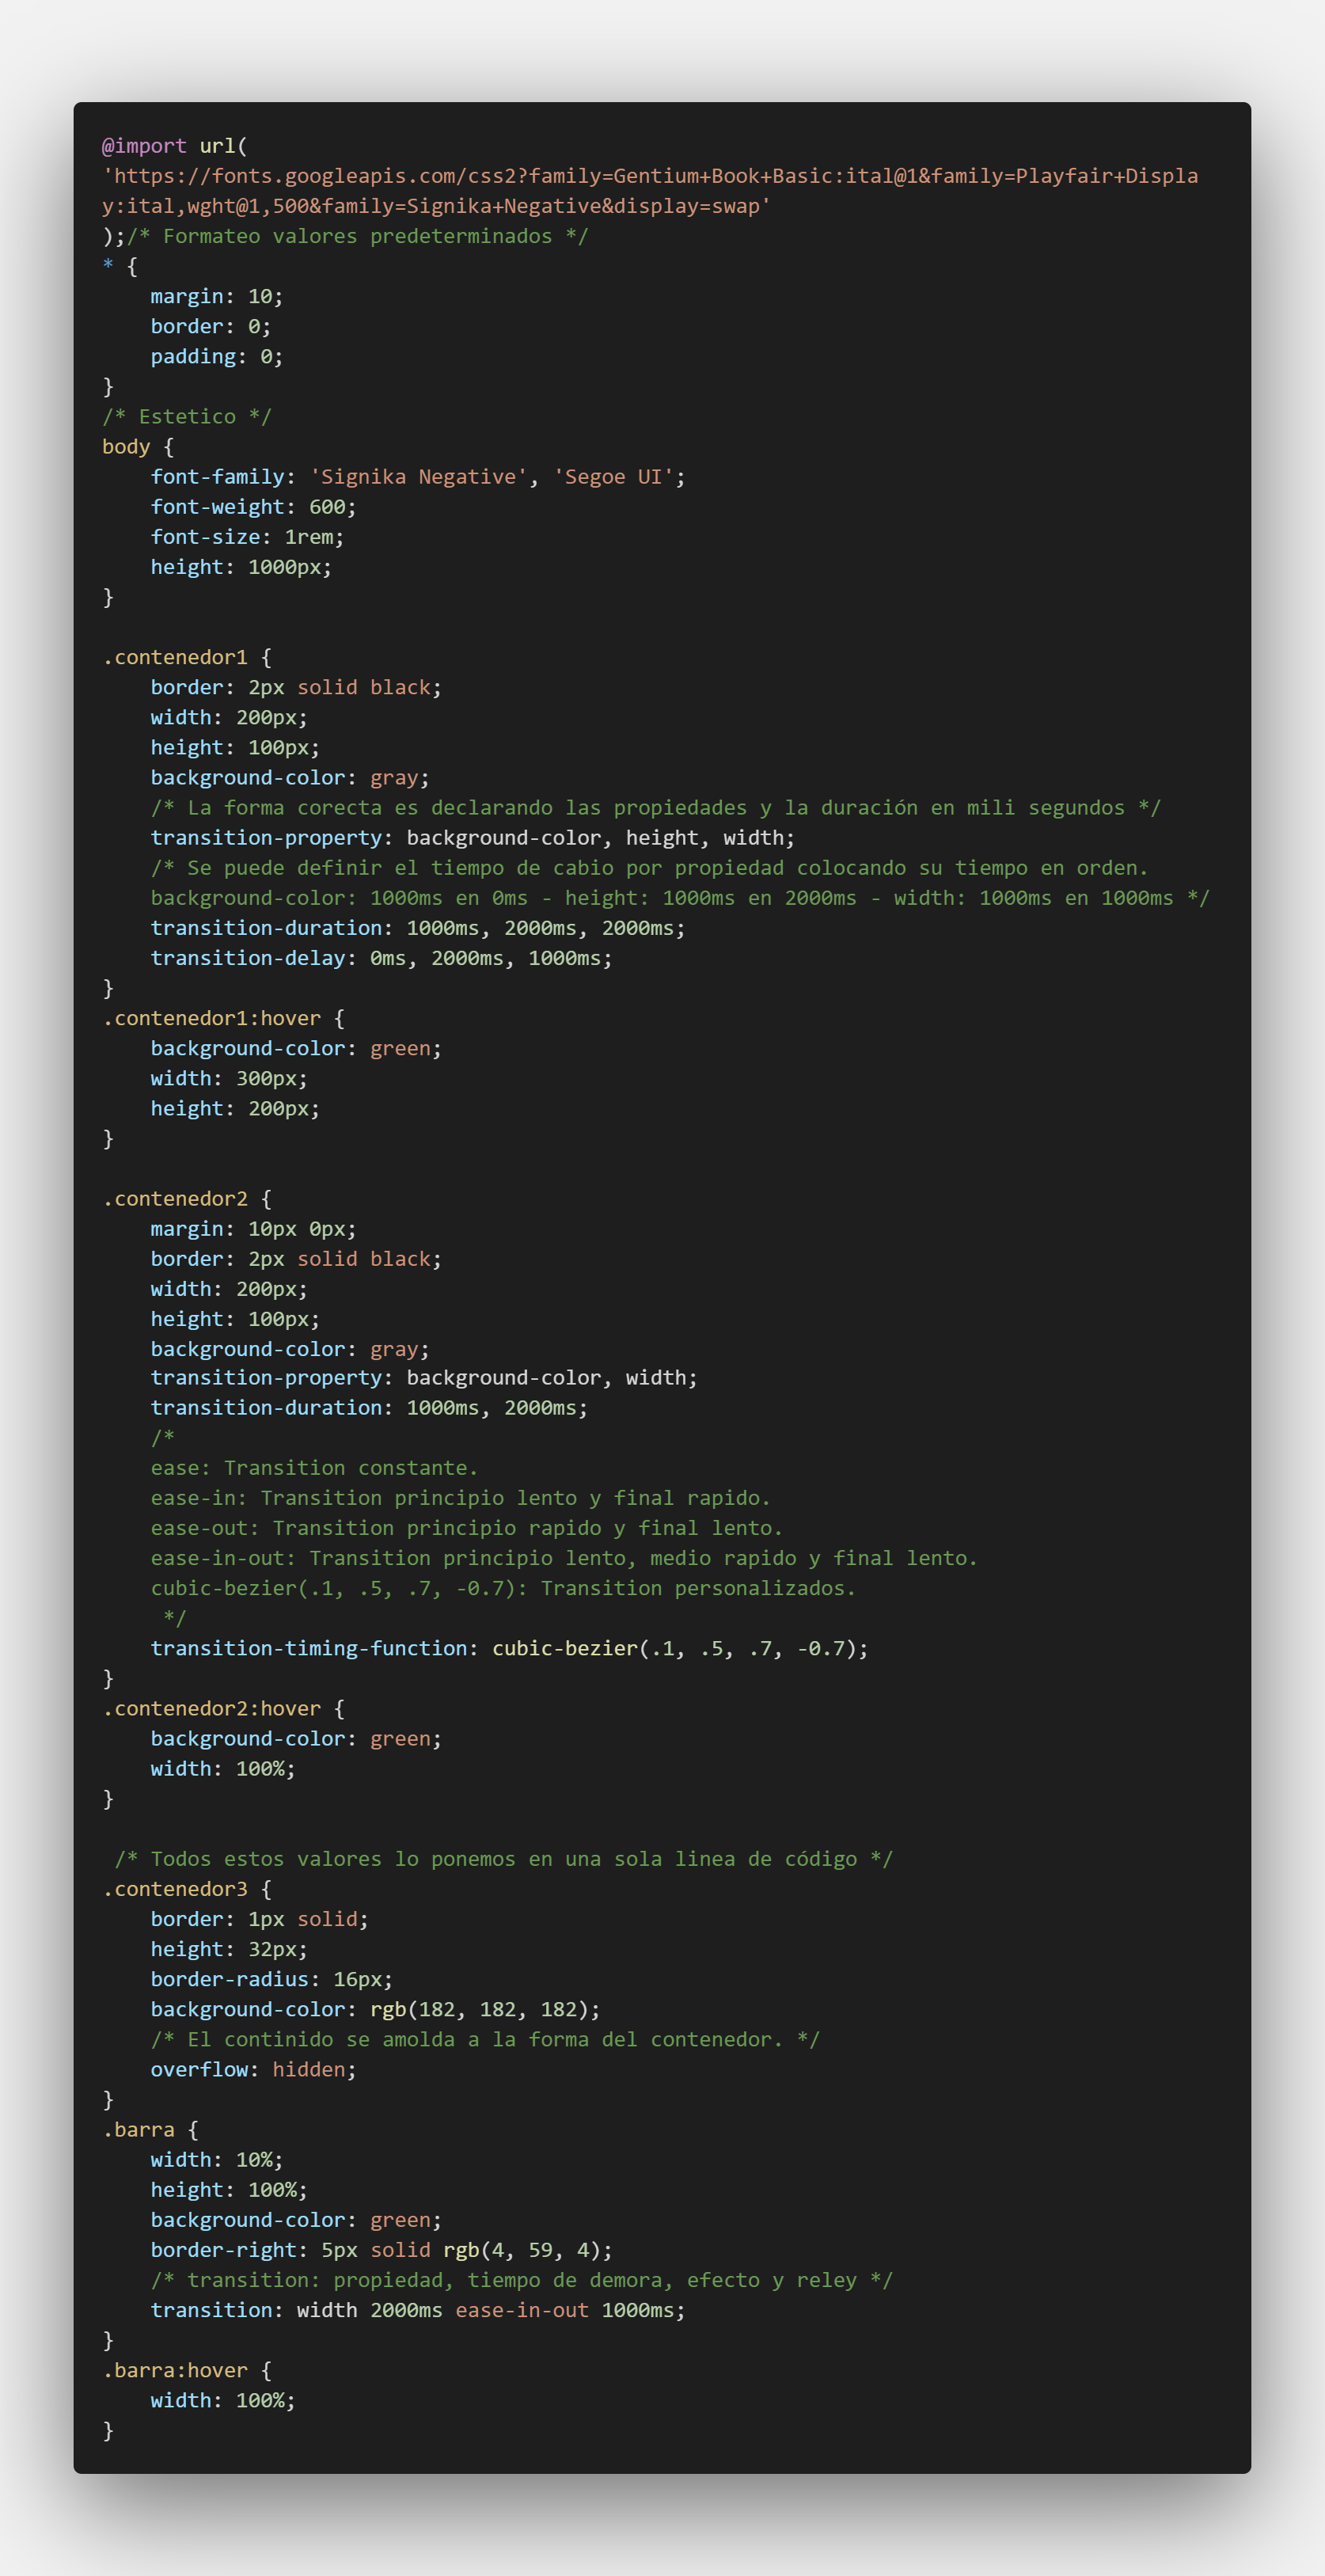 @import url(
'https://fonts.googleapis.com/css2?family=Gentium+Book+Basic:ital@1&family=Playfair+Displa
y:ital,wght@1,500&family=Signika+Negative&display=swap'
);/* Formateo valores predeterminados */
* {
    margin: 10;
    border: 0;
    padding: 0;
}
/* Estetico */
body {
    font-family: 'Signika Negative', 'Segoe UI';
    font-weight: 600;
    font-size: 1rem;
    height: 1000px;
}

.contenedor1 {
    border: 2px solid black;
    width: 200px;
    height: 100px;
    background-color: gray;
    /* La forma corecta es declarando las propiedades y la duración en mili segundos */
    transition-property: background-color, height, width;
    /* Se puede definir el tiempo de cabio por propiedad colocando su tiempo en orden.
    background-color: 1000ms en 0ms - height: 1000ms en 2000ms - width: 1000ms en 1000ms */
    transition-duration: 1000ms, 2000ms, 2000ms;
    transition-delay: 0ms, 2000ms, 1000ms;
}
.contenedor1:hover {
    background-color: green;
    width: 300px;
    height: 200px;
}

.contenedor2 {
    margin: 10px 0px;
    border: 2px solid black;
    width: 200px;
    height: 100px;
    background-color: gray;
    transition-property: background-color, width;
    transition-duration: 1000ms, 2000ms;
    /*
    ease: Transition constante.
    ease-in: Transition principio lento y final rapido.
    ease-out: Transition principio rapido y final lento.
    ease-in-out: Transition principio lento, medio rapido y final lento.
    cubic-bezier(.1, .5, .7, -0.7): Transition personalizados.
     */
    transition-timing-function: cubic-bezier(.1, .5, .7, -0.7);
}
.contenedor2:hover {
    background-color: green;
    width: 100%;
}

 /* Todos estos valores lo ponemos en una sola linea de código */
.contenedor3 {
    border: 1px solid;
    height: 32px;
    border-radius: 16px;
    background-color: rgb(182, 182, 182);
    /* El continido se amolda a la forma del contenedor. */
    overflow: hidden;
}
.barra {
    width: 10%;
    height: 100%;
    background-color: green;
    border-right: 5px solid rgb(4, 59, 4);
    /* transition: propiedad, tiempo de demora, efecto y reley */
    transition: width 2000ms ease-in-out 1000ms;
}
.barra:hover {
    width: 100%;
}